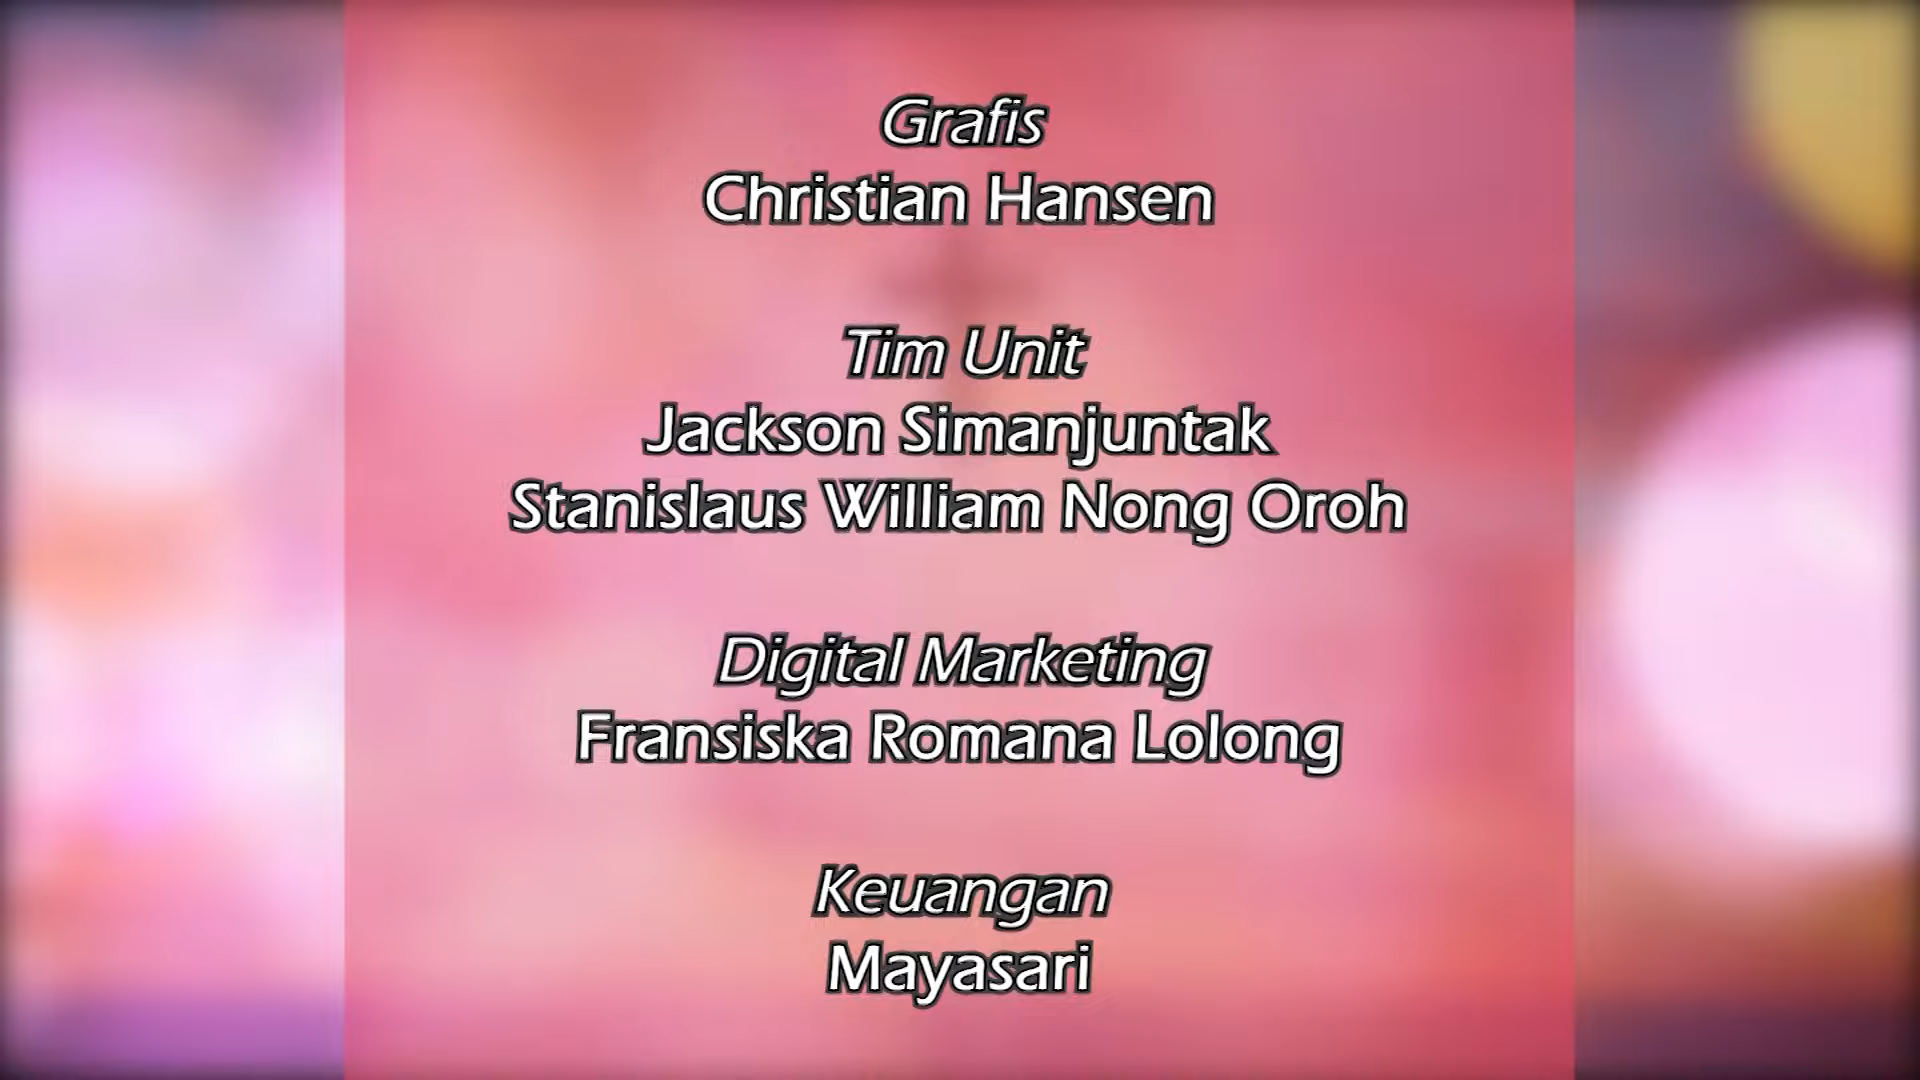 Grafis
Christian Hansen
Tim Unit
Jackson Simanjuntak
Stanislaus William Nong Oroh
Digital Marketing
Fransiska Romana Lolong
Keuangan
Mayasari